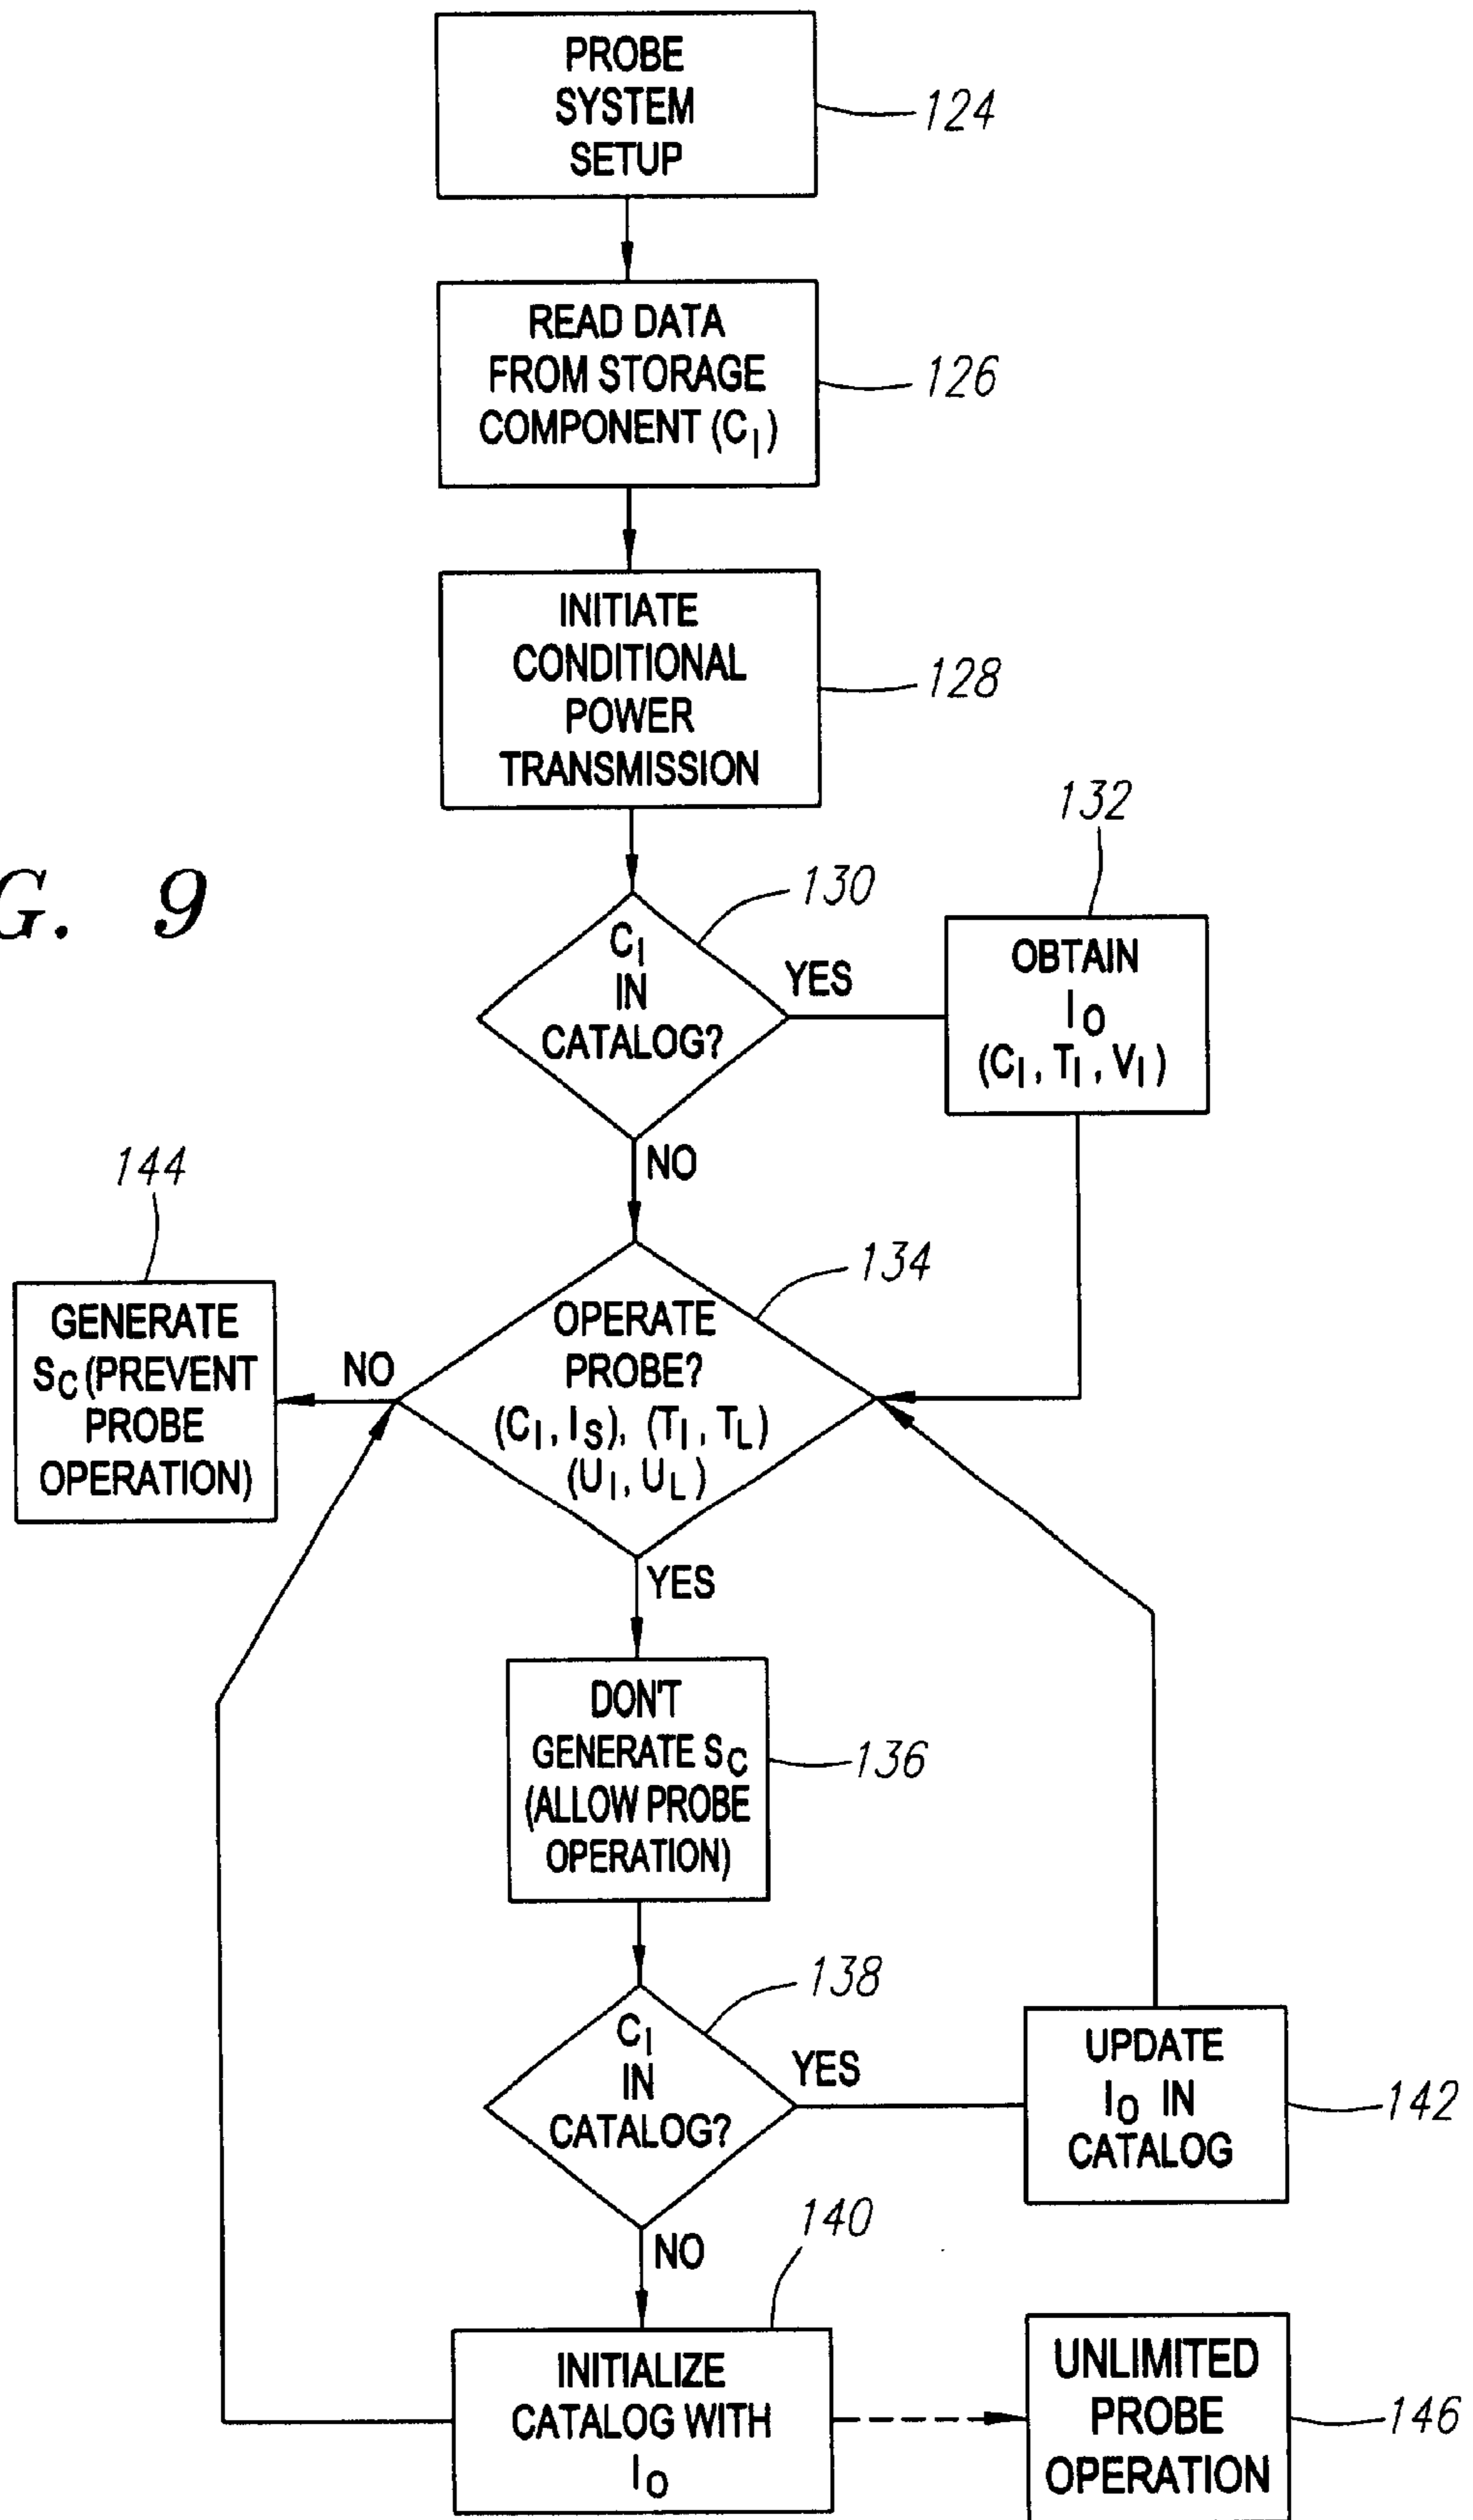 PROBE
SYSTEM
SETUP
124
READ DATA
FROM STORAGE
COMPONENT (C_I)
126
INITIATE
CONDITIONAL
POWER
TRANSMISSION
128
G. 9
130
C_I
IN
CATALOG?
YES
NO
132
OBTAIN
I_O
(C_I, T_I, V_I)
134
OPERATE
PROBE?
(C_I, I_S), (T_I, T_L)
(U_I, U_L)
NO
YES
144
GENERATE
S_C (PREVENT
PROBE
OPERATION)
DON'T
GENERATE S_C
(ALLOW PROBE
OPERATION)
136
138
C_I
IN
CATALOG?
YES
NO
UPDATE
I_O IN
CATALOG
142
140
INITIALIZE
CATALOG WITH
I_O
UNLIMITED
PROBE
OPERATION
146